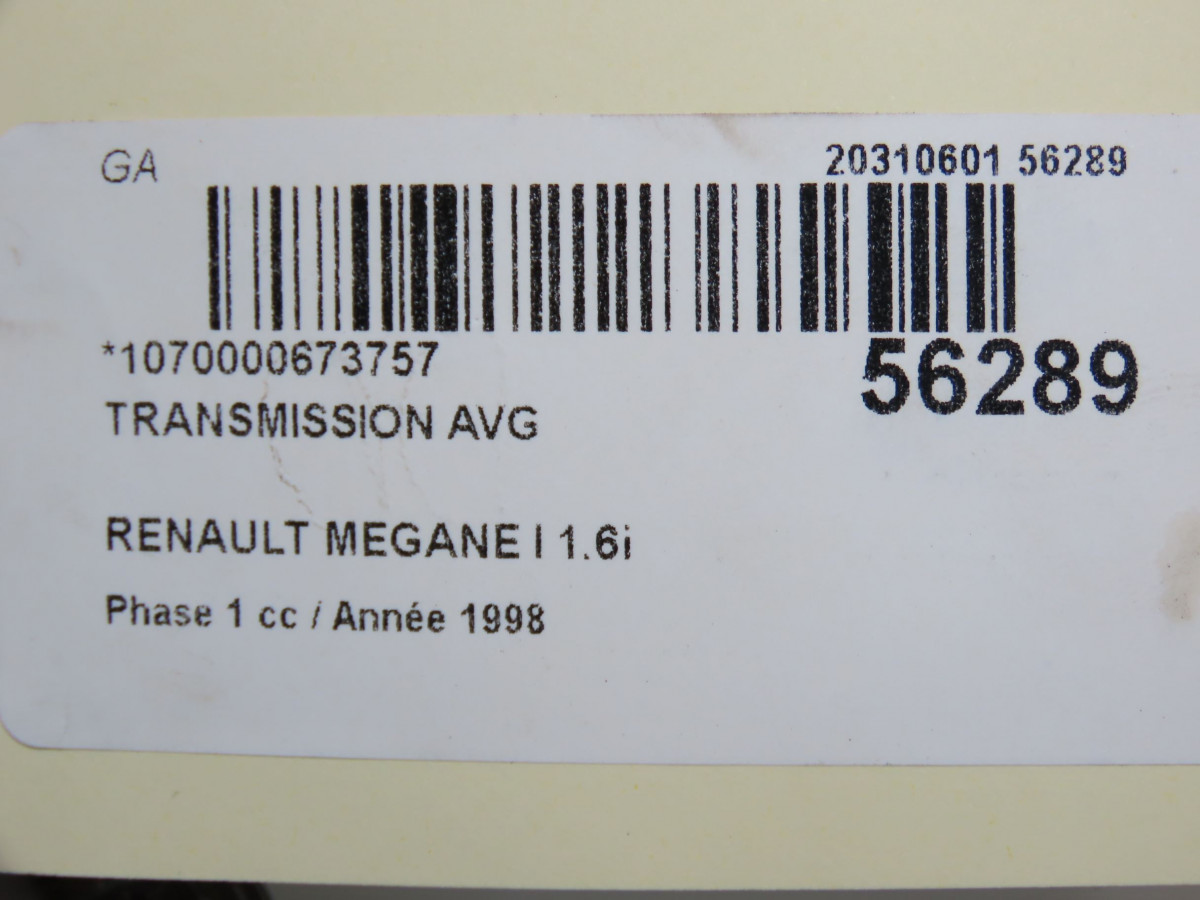 GA
20310601 56289
*1070000673757
56289
TRANSMISSION AVG
RENAULT MEGANE I 1.6i
Phase 1 cc / Année 1998